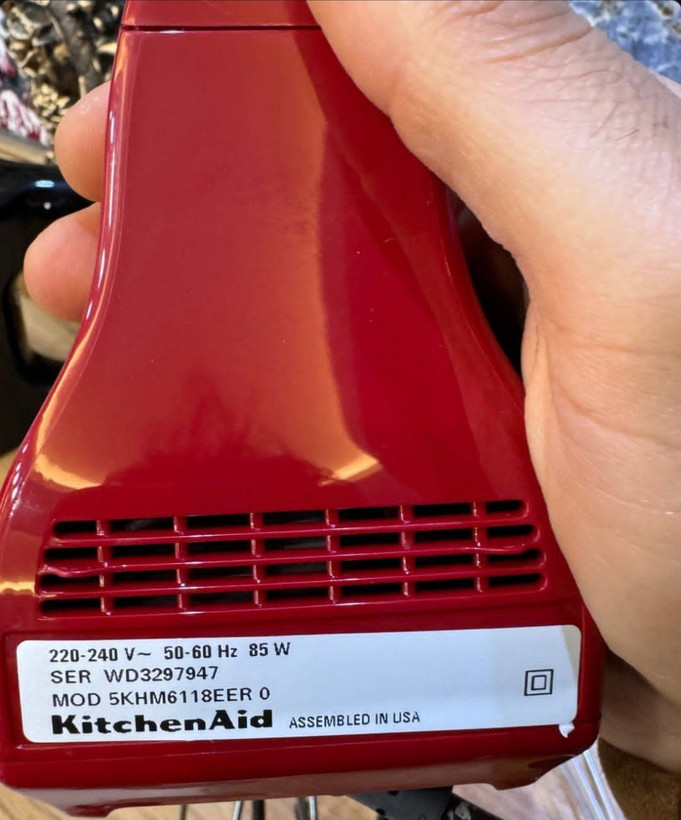 220-240 V~ 50-60 Hz 85 W
SER WD3297947
MOD 5KHM6118EER 0
KitchenAid ASSEMBLED IN USA